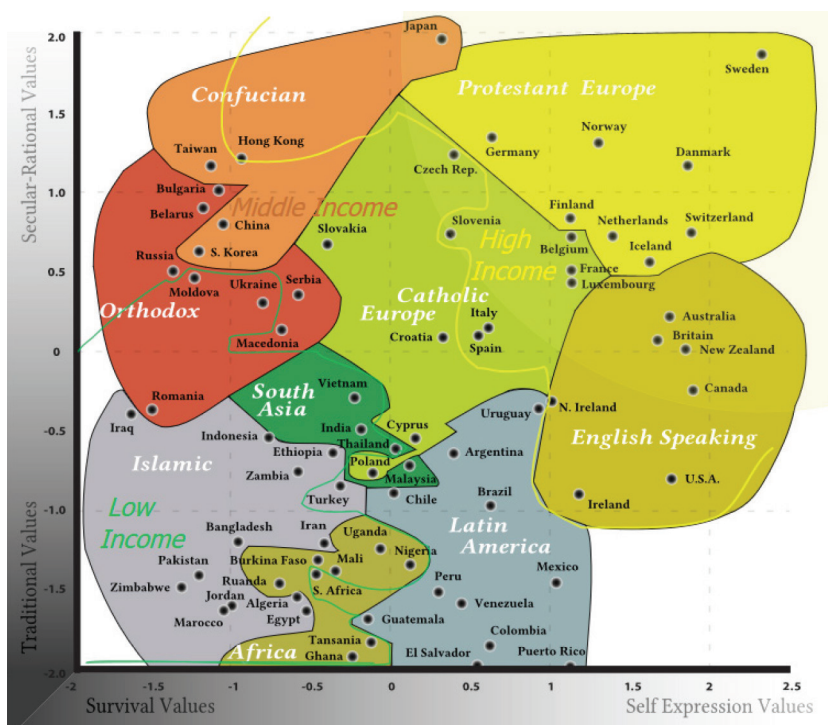 2.0
1.5
1.0
0.5
0
-0.5
-1.0
-1.5
-2.0
Secular-Rational Values
Traditional Values
Japan
Confucian
Protestant Europe
Sweden
Hong Kong
Taiwan
Germany
Norway
Czech Rep.
Denmark
Bulgaria
Belarus
Middle Income
China
Slovakia
Slovenia
Finland
Netherlands
Switzerland
High
Income
Belgium
Iceland
S. Korea
Russia
Moldova
Ukraine
Serbia
France
Luxembourg
Orthodox
Catholic
Europe
Italy
Australia
Macedonia
Croatia
Spain
Britain
New Zealand
South
Asia
Vietnam
Canada
Romania
Iraq
Uruguay
N. Ireland
India
Cyprus
Indonesia
Thailand
English Speaking
Ethiopia
Islamic
Poland
Argentina
Zambia
Malaysia
U.S.A.
Turkey
Chile
Brazil
Ireland
Low
Income
Bangladesh
Iran
Uganda
Latin
America
Pakistan
Burkina Faso
Mali
Nigeria
Mexico
Zimbabwe
Ruanda
S. Africa
Peru
Jordan
Algeria
Venezuela
Marocco
Egypt
Guatemala
Tansania
Colombia
Africa
Ghana
El Salvador
Puerto Rico
-2
-1
-0.5
0
0.5
1
1.5
2
2.5
Survival Values
Self Expression Values